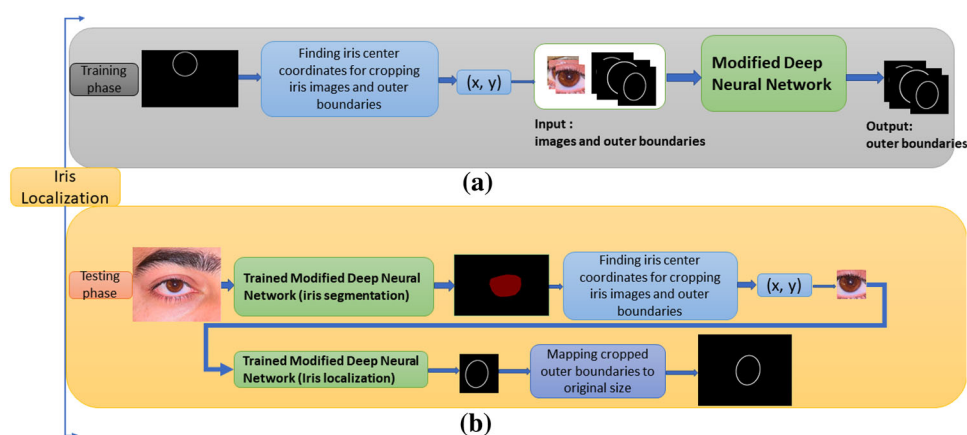 Training
phase
Finding iris center
coordinates for cropping
iris images and outer
boundaries
(x, y)
Input :
images and outer boundaries
Modified Deep
Neural Network
Output:
outer boundaries
(a)
Iris
Localization
Testing
phase
Trained Modified Deep Neural
Network (iris segmentation)
Finding iris center
coordinates for cropping
iris images and outer
boundaries
(x, y)
Trained Modified Deep Neural
Network (Iris localization)
Mapping cropped
outer boundaries to
original size
(b)